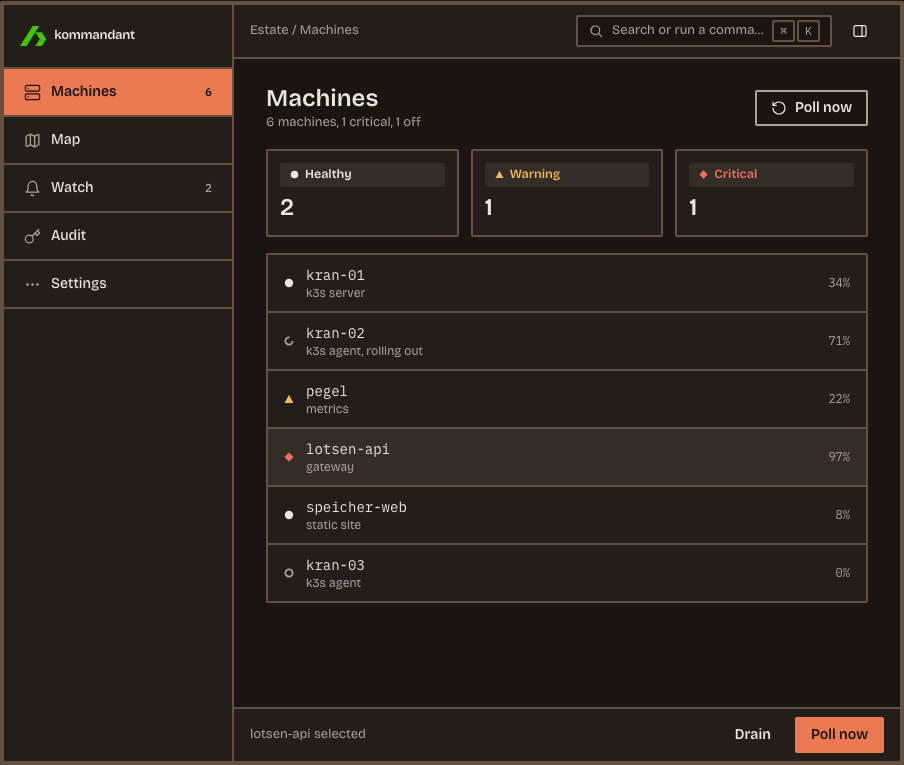 kommandant
Estate / Machines
Search or run a comma...
⌘ K
Machines 6
Map
Watch 2
Audit
Settings
Machines
6 machines, 1 critical, 1 off
Poll now
Healthy
2
Warning
1
Critical
1
kran-01
k3s server
34%
kran-02
k3s agent, rolling out
71%
pegel
metrics
22%
lotsen-api
gateway
97%
speicher-web
static site
8%
kran-03
k3s agent
0%
lotsen-api selected
Drain
Poll now